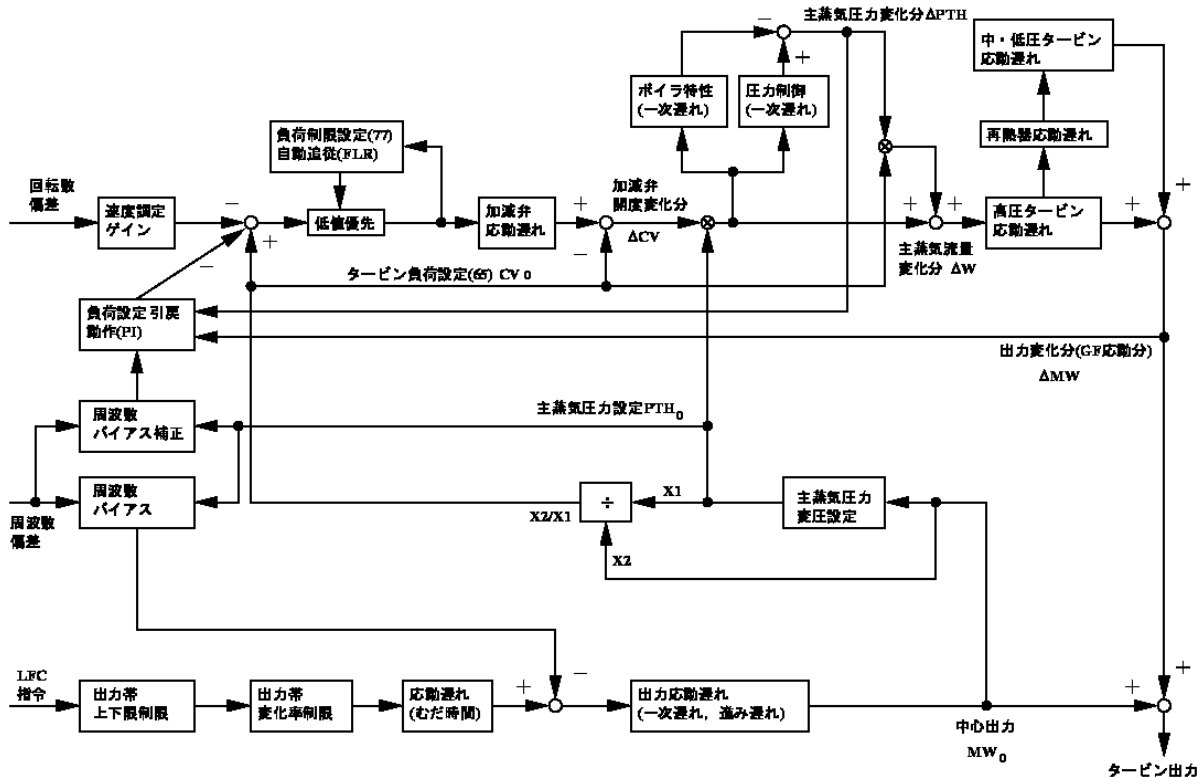 主蒸気圧力変化分 ΔPTH
−
+
ボイラ特性
(一次遅れ)
圧力制御
(一次遅れ)
中・低圧タービン
応動遅れ
再熱器応動遅れ
負荷制限設定(77)
自動追従(FLR)
回転数
偏差
速度調定
ゲイン
−
+
−
低値優先
加減弁
応動遅れ
+
−
加減弁
開度変化分
ΔCV
+
+
主蒸気流量
変化分 ΔW
高圧タービン
応動遅れ
+
+
タービン負荷設定(65) CV0
負荷設定 引戻
動作(PI)
出力変化分(GF応動分)
ΔMW
周波数
バイアス補正
主蒸気圧力設定PTH0
周波数
バイアス
周波数
偏差
X2/X1
÷
X1
X2
主蒸気圧力
変圧設定
LFC
指令
出力帯
上下限制限
出力帯
変化率制限
応動遅れ
(むだ時間)
+
−
出力応動遅れ
(一次遅れ,進み遅れ)
中心出力
MW0
+
+
タービン出力